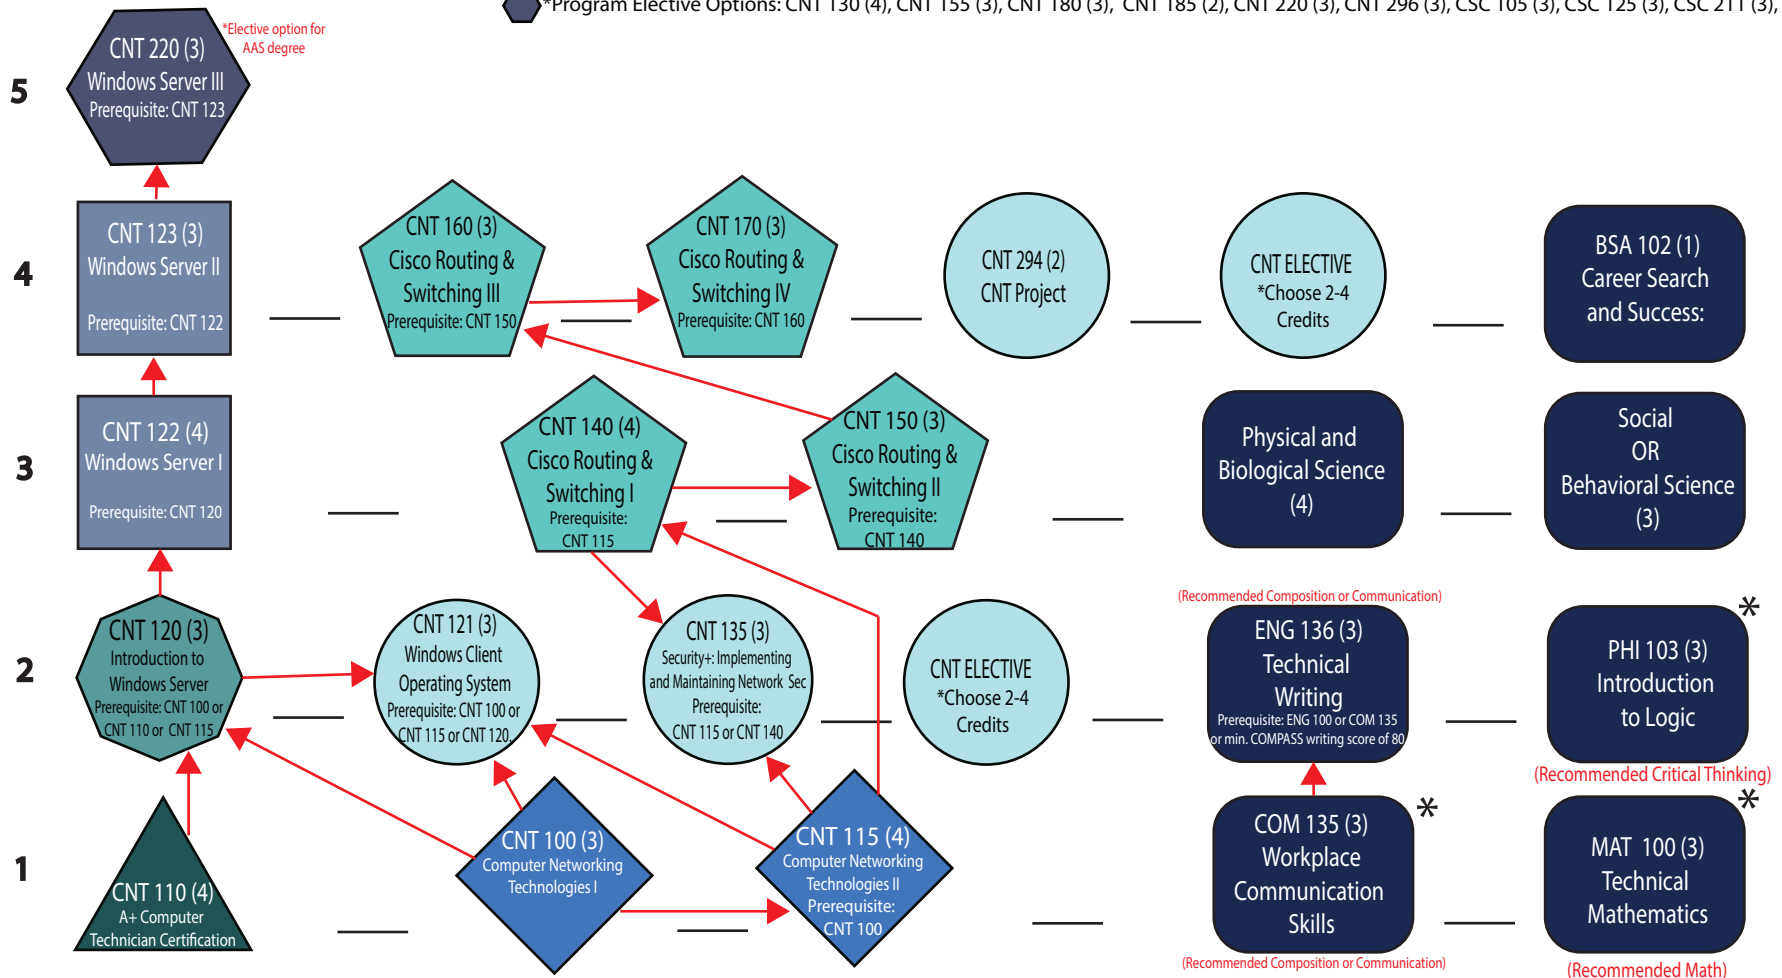 *Program Elective Options: CNT 130 (4), CNT 155 (3), CNT 180 (3), CNT 185 (2), CNT 220 (3), CNT 296 (3), CSC 105 (3), CSC 125 (3), CSC 211 (3),
5
CNT 220 (3)
Windows Server III
Prerequisite: CNT 123
*Elective option for
AAS degree
4
CNT 123 (3)
Windows Server II
Prerequisite: CNT 122
CNT 160 (3)
Cisco Routing &
Switching III
Prerequisite: CNT 150
CNT 170 (3)
Cisco Routing &
Switching IV
Prerequisite: CNT 160
CNT 294 (2)
CNT Project
CNT ELECTIVE
*Choose 2-4
Credits
BSA 102 (1)
Career Search
and Success:
3
CNT 122 (4)
Windows Server I
Prerequisite: CNT 120
CNT 140 (4)
Cisco Routing &
Switching I
Prerequisite:
CNT 115
CNT 150 (3)
Cisco Routing &
Switching II
Prerequisite:
CNT 140
Physical and
Biological Science
(4)
Social
OR
Behavioral Science
(3)
2
CNT 120 (3)
Introduction to
Windows Server
Prerequisite: CNT 100 or
CNT 110 or CNT 115
CNT 121 (3)
Windows Client
Operating System
Prerequisite: CNT 100 or
CNT 115 or CNT 120.
CNT 135 (3)
Security+: Implementing
and Maintaining Network Sec
Prerequisite:
CNT 115 or CNT 140
CNT ELECTIVE
*Choose 2-4
Credits
(Recommended Composition or Communication)
ENG 136 (3)
Technical
Writing
Prerequisite: ENG 100 or COM 135
or min. COMPASS writing score of 80
*
PHI 103 (3)
Introduction
to Logic
(Recommended Critical Thinking)
1
CNT 110 (4)
A+ Computer
Technician Certification
CNT 100 (3)
Computer Networking
Technologies I
CNT 115 (4)
Computer Networking
Technologies II
Prerequisite:
CNT 100
*
COM 135 (3)
Workplace
Communication
Skills
(Recommended Composition or Communication)
*
MAT 100 (3)
Technical
Mathematics
(Recommended Math)